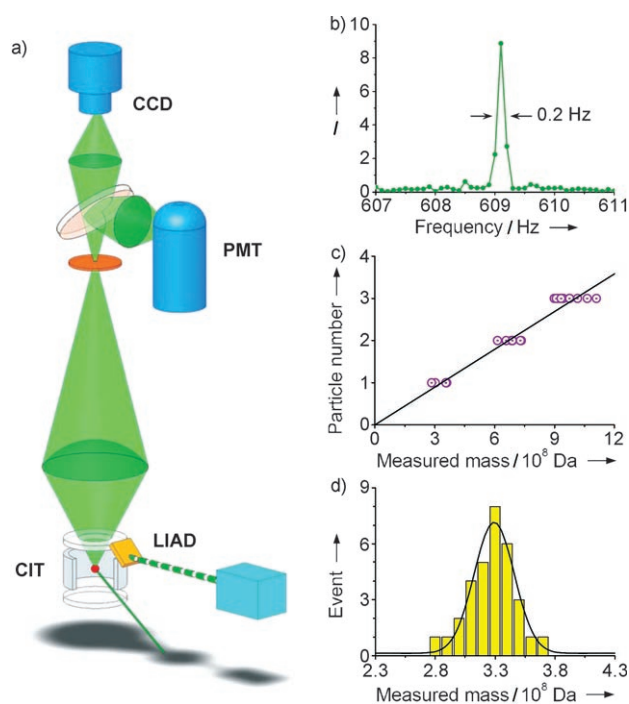 a)
CCD
PMT
LIAD
CIT
b)
10
8
6
4
2
0
I
0.2 Hz
607 608 609 610 611
Frequency / Hz
c)
4
3
2
1
0
Particle number
0 3 6 9 12
Measured mass / 10⁸ Da
d)
9
6
3
0
Event
2.3 2.8 3.3 3.8 4.3
Measured mass / 10⁸ Da